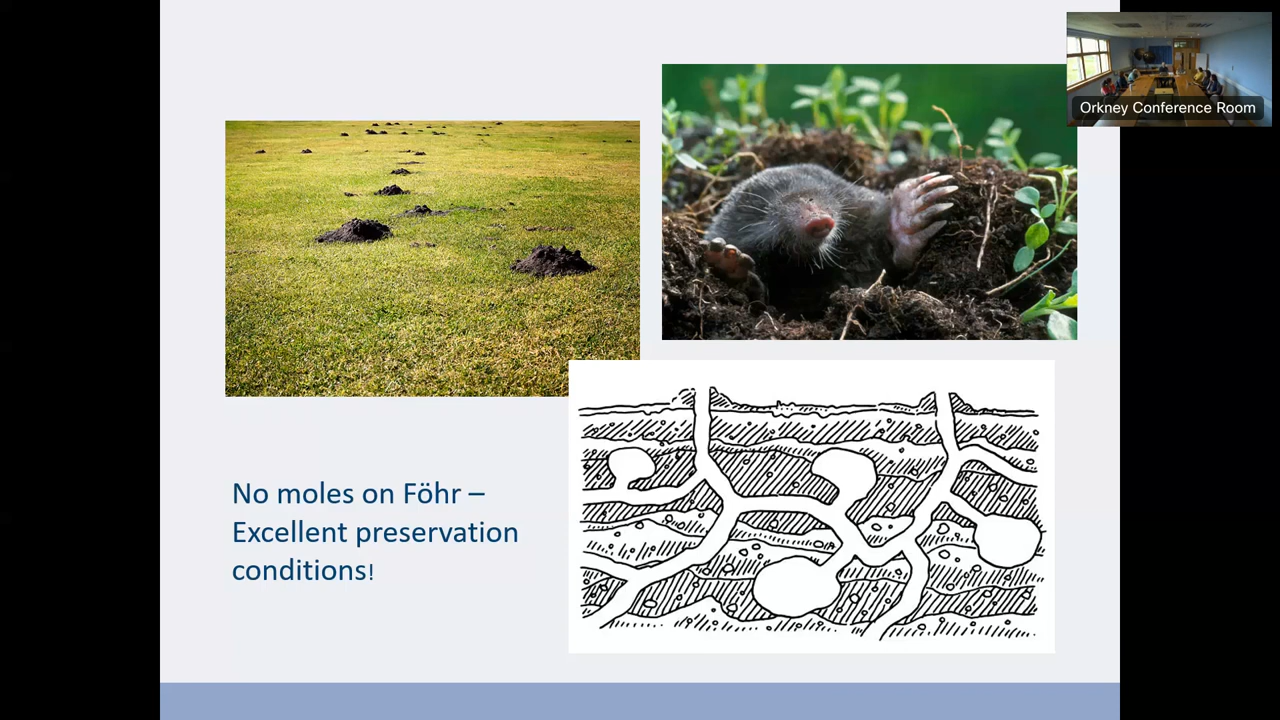 Orkney Conference Room
No moles on Föhr –
Excellent preservation
conditions!